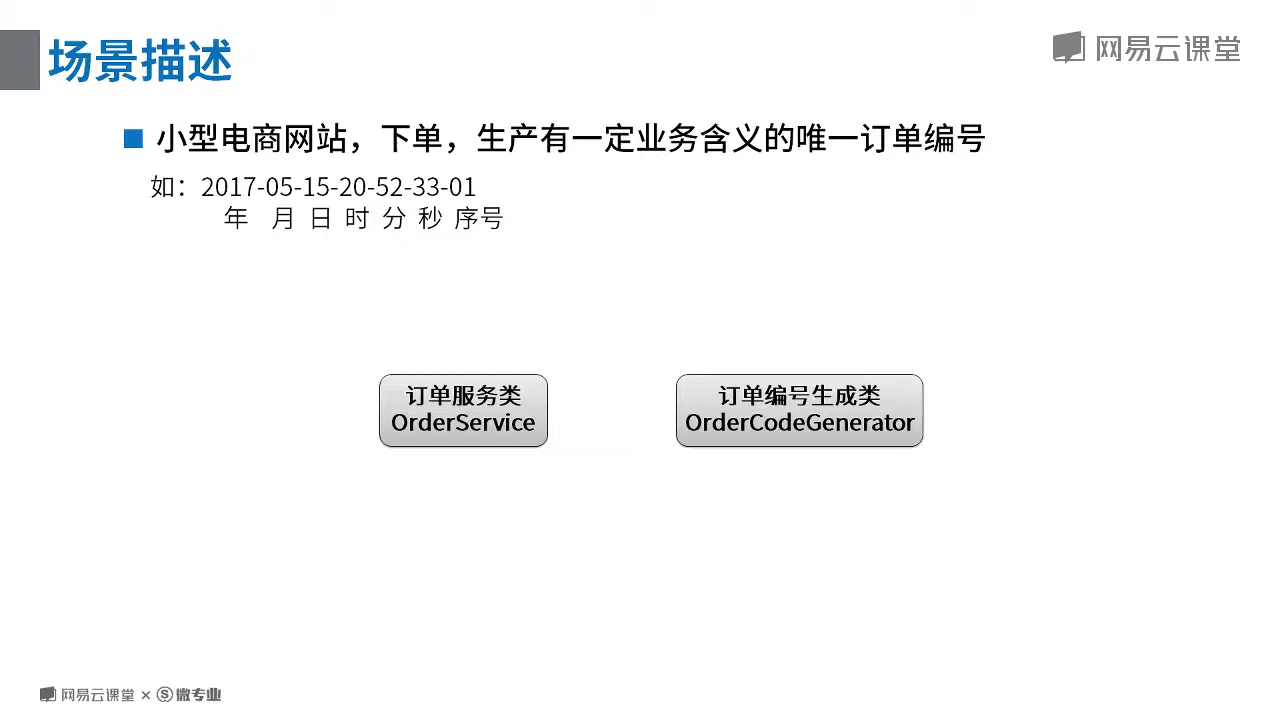 场景描述
网易云课堂
小型电商网站，下单，生产有一定业务含义的唯一订单编号
如：2017-05-15-20-52-33-01
年 月 日 时 分 秒 序号
订单服务类
OrderService
订单编号生成类
OrderCodeGenerator
网易云课堂 × Ⓢ微专业